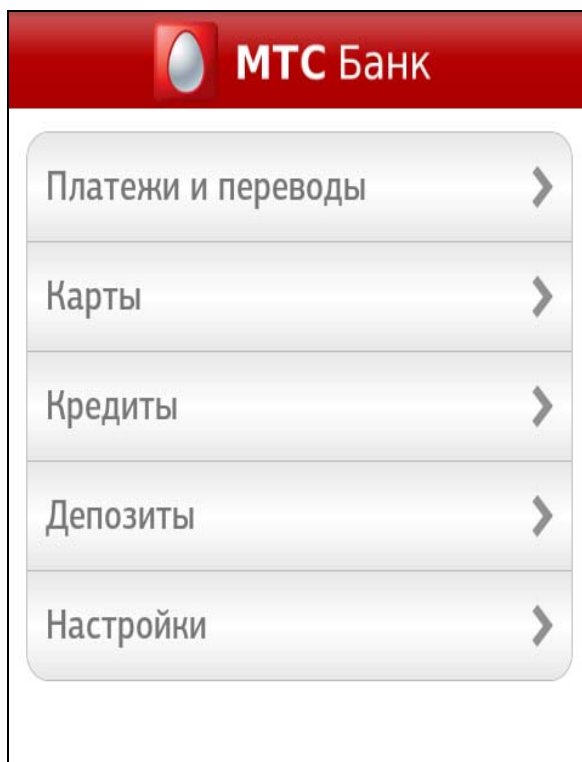 МТС Банк
Платежи и переводы
Карты
Кредиты
Депозиты
Настройки